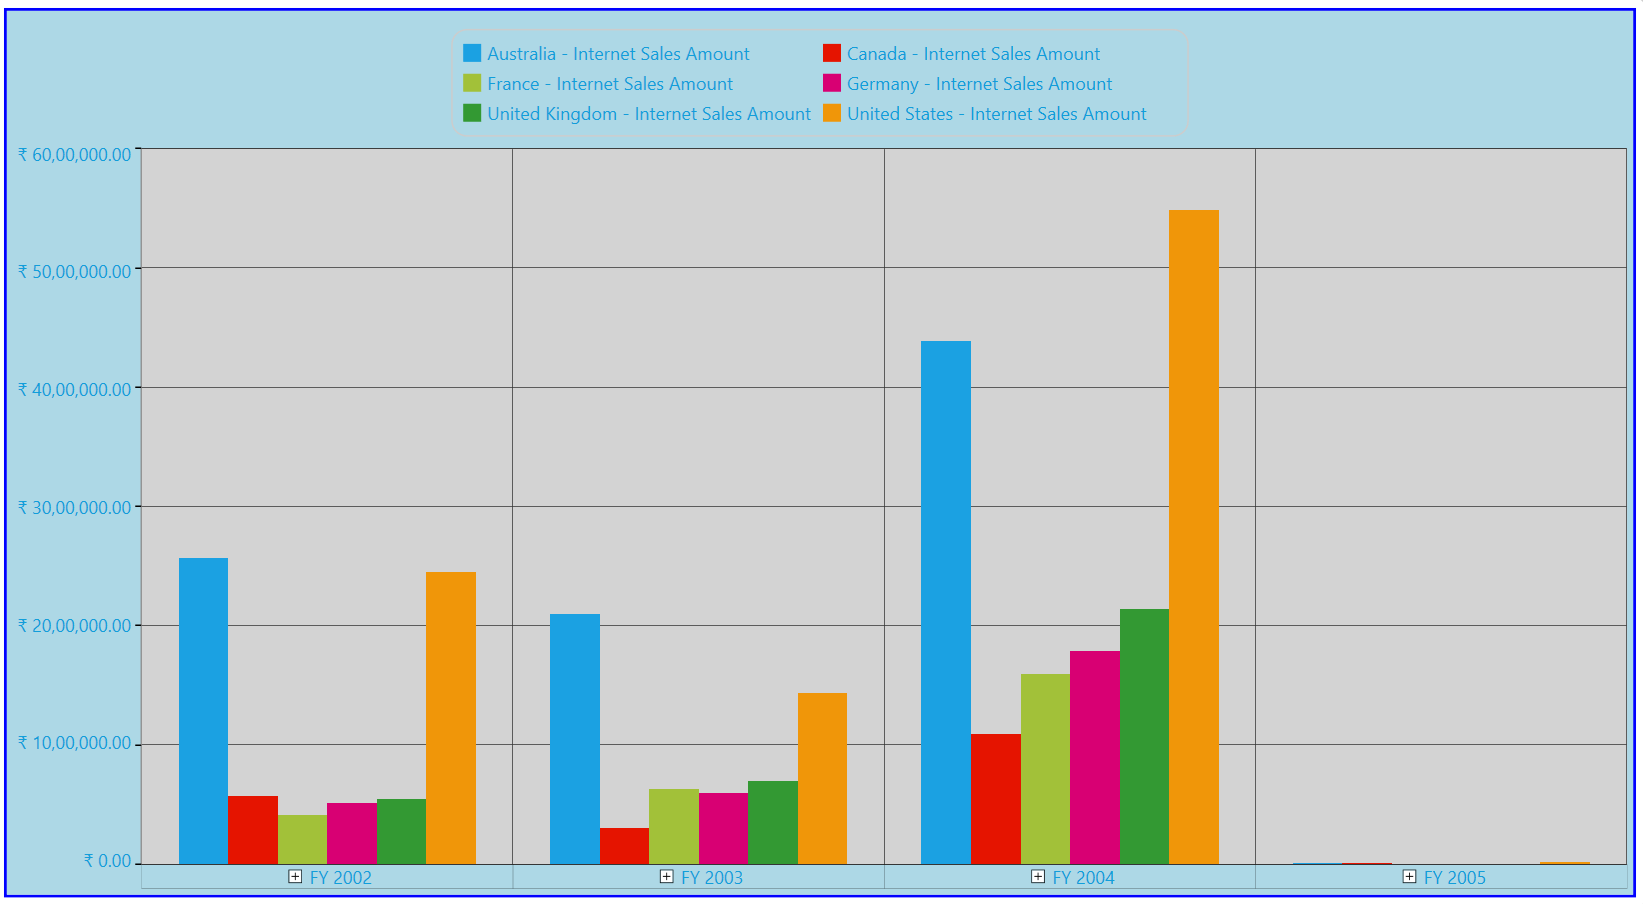 Australia - Internet Sales Amount Canada - Internet Sales Amount
France - Internet Sales Amount Germany - Internet Sales Amount
United Kingdom - Internet Sales Amount United States - Internet Sales Amount
₹ 60,00,000.00
₹ 50,00,000.00
₹ 40,00,000.00
₹ 30,00,000.00
₹ 20,00,000.00
₹ 10,00,000.00
₹ 0.00
FY 2002 FY 2003 FY 2004 FY 2005